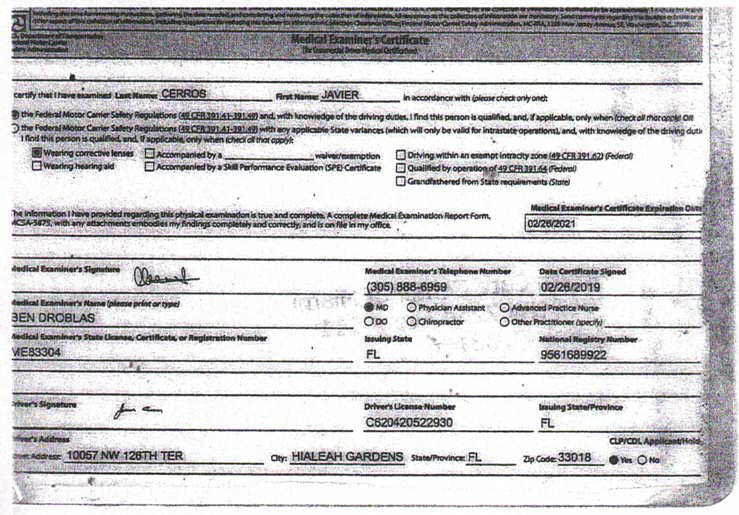 Medical Examiner's Certificate
(for Commercial Driver Medical Certification)
certify that I have examined Last Name: CERROS First Name: JAVIER in accordance with (please check only one):
the Federal Motor Carrier Safety Regulations (49 CFR 391.41-391.49) and, with knowledge of the driving duties, I find this person is qualified, and, if applicable, only when (check all that apply) OR
the Federal Motor Carrier Safety Regulations (49 CFR 391.41-391.49) with any applicable State variances (which will only be valid for intrastate operations), and, with knowledge of the driving duti
I find this person is qualified, and, if applicable, only when (check all that apply):
Wearing corrective lenses Accompanied by a waiver/exemption Driving within an exempt intracity zone (49 CFR 391.62) (Federal)
Wearing hearing aid Accompanied by a Skill Performance Evaluation (SPE) Certificate Qualified by operation of 49 CFR 391.64 (Federal)
Grandfathered from State requirements (State)
The information I have provided regarding this physical examination is true and complete. A complete Medical Examination Report Form,
MCSA-5875, with any attachments embodies my findings completely and correctly, and is on file in my office.
Medical Examiner's Certificate Expiration Date
02/26/2021
Medical Examiner's Signature Medical Examiner's Telephone Number Date Certificate Signed
(305) 888-6959 02/26/2019
Medical Examiner's Name (please print or type) MD Physician Assistant Advanced Practice Nurse
BEN DROBLAS DO Chiropractor Other Practitioner (specify)
Medical Examiner's State License, Certificate, or Registration Number Issuing State National Registry Number
ME83304 FL 9561689922
Driver's Signature Driver's License Number Issuing State/Province
C620420522930 FL
Driver's Address CLP/CDL Applicant/Hold
Street Address: 10057 NW 126TH TER City: HIALEAH GARDENS State/Province: FL Zip Code: 33018 Yes No